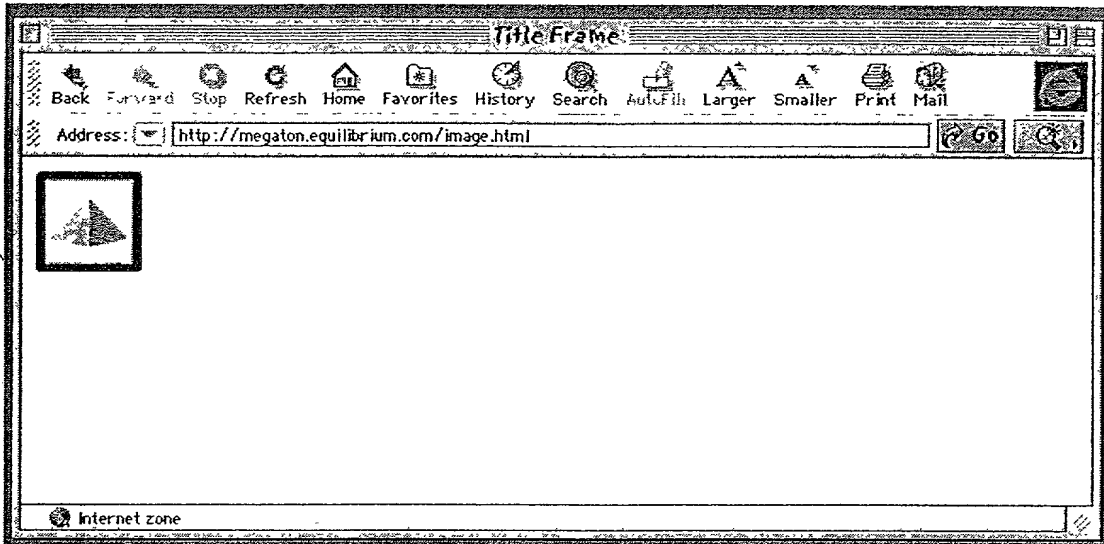 Title Frame
Back Forward Stop Refresh Home Favorites History Search AutoFill Larger Smaller Print Mail
Address: http://megaton.equilibrium.com/image.html Go
Internet zone